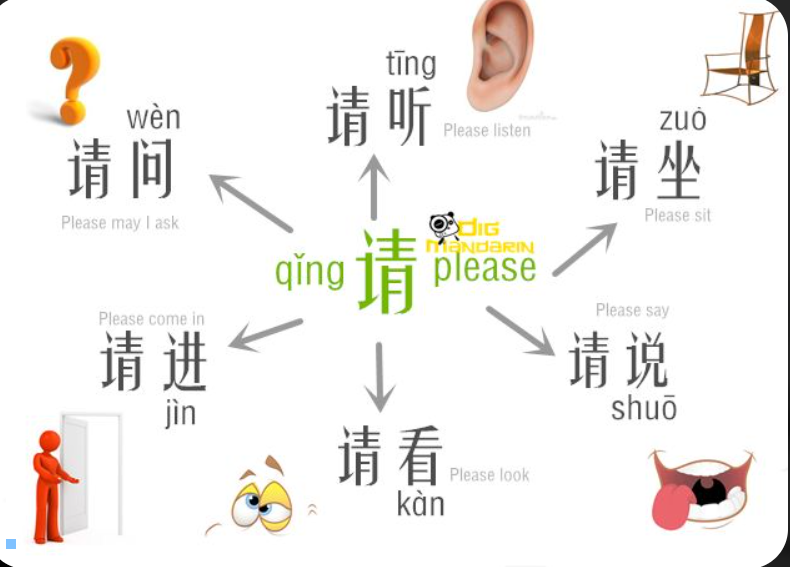 wèn
请问
Please may I ask
tīng
请听
Please listen
zuò
请坐
Please sit
DIG
MANDARIN
qǐng 请 please
Please come in
请进
jìn
Please say
请说
shuō
请看
Please look
kàn